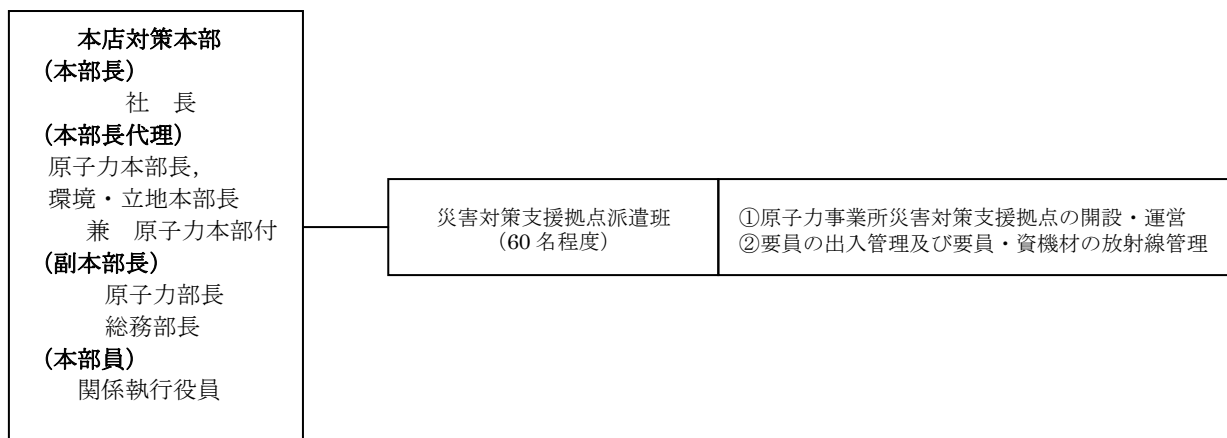 本店対策本部
(本部長)
社 長
(本部長代理)
原子力本部長,
環境・立地本部長
兼 原子力本部付
(副本部長)
原子力部長
総務部長
(本部員)
関係執行役員
災害対策支援拠点派遣班
(60 名程度)
①原子力事業所災害対策支援拠点の開設・運営
②要員の出入管理及び要員・資機材の放射線管理